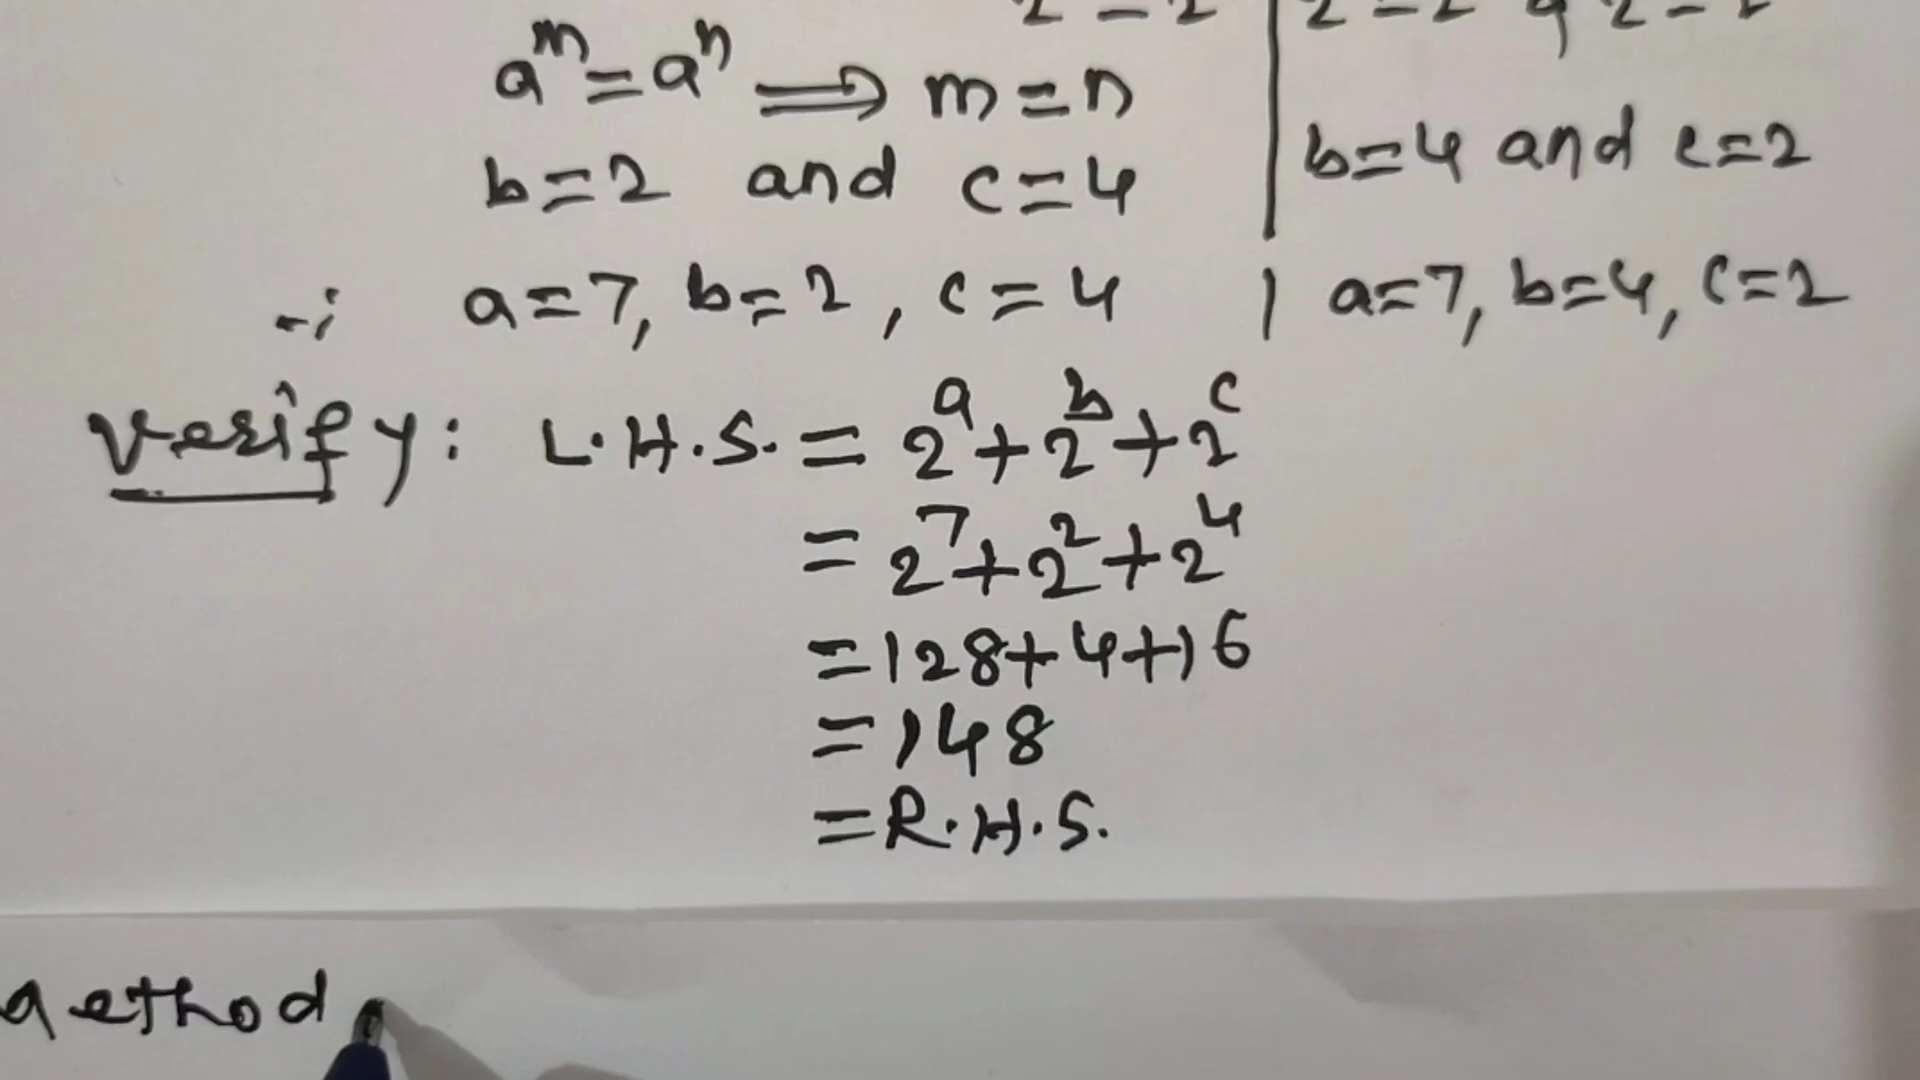 a^m = a^n ⟹ m = n
b = 2 and c = 4 | b = 4 and c = 2
∴ a = 7, b = 2, c = 4 | a = 7, b = 4, c = 2
Verify: L.H.S. = 2^a + 2^b + 2^c
= 2^7 + 2^2 + 2^4
= 128 + 4 + 16
= 148
= R.H.S.